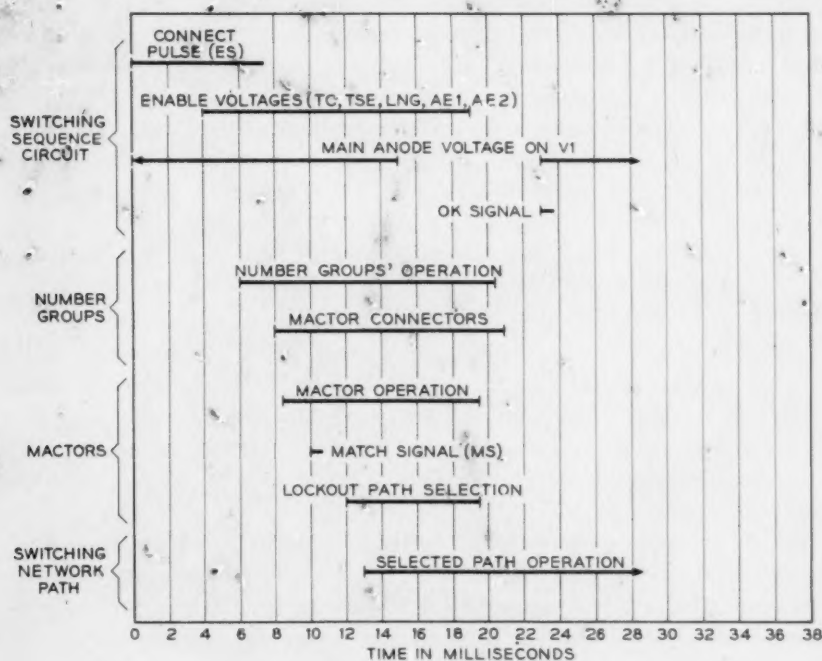 CONNECT
PULSE (ES)
ENABLE VOLTAGES (TC, TSE, LNG, AE1, AE2)
SWITCHING
SEQUENCE
CIRCUIT
MAIN ANODE VOLTAGE ON V1
OK SIGNAL
NUMBER GROUPS' OPERATION
NUMBER
GROUPS
MACTOR CONNECTORS
MACTOR OPERATION
MACTORS
MATCH SIGNAL (MS)
LOCKOUT PATH SELECTION
SWITCHING
NETWORK
PATH
SELECTED PATH OPERATION
0 2 4 6 8 10 12 14 16 18 20 22 24 26 28 30 32 34 36 38
TIME IN MILLISECONDS